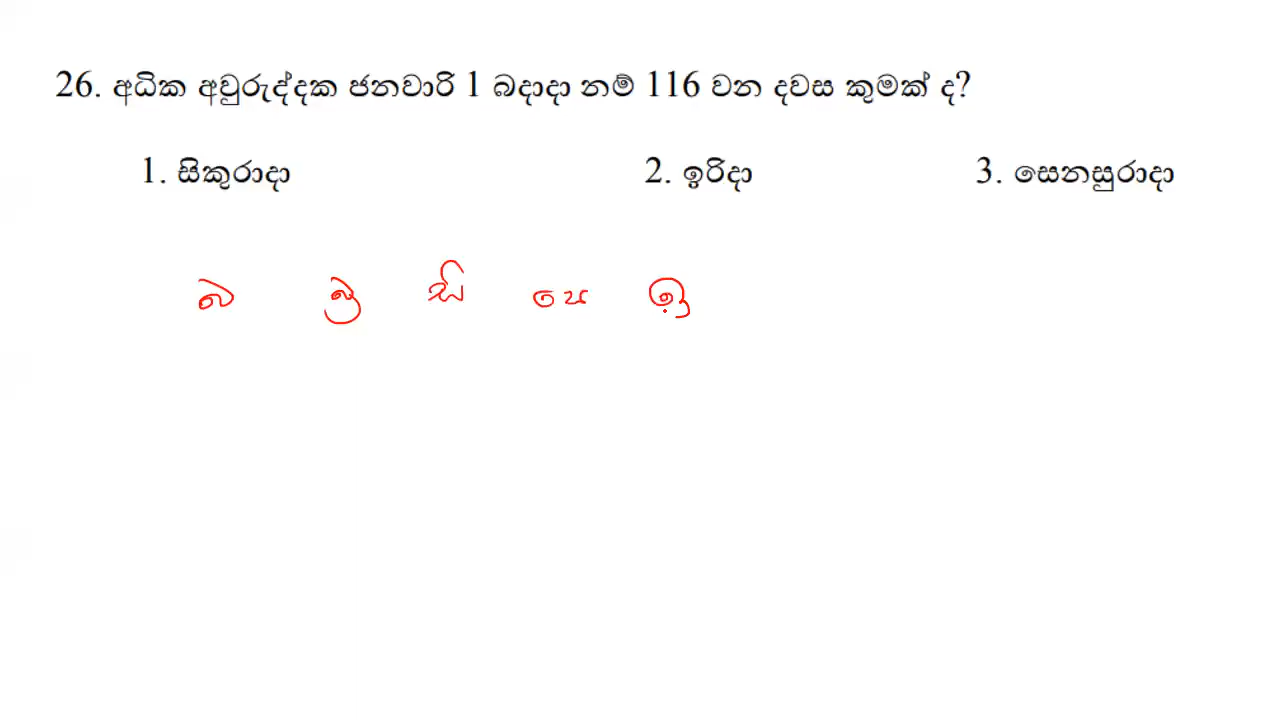 26. අධික අවුරුද්දක ජනවාරි 1 බදාදා නම් 116 වන දවස කුමක් ද?
1. සිකුරාදා 2. ඉරිදා 3. සෙනසුරාදා
බ බ්‍ර සි සෙ ඉ